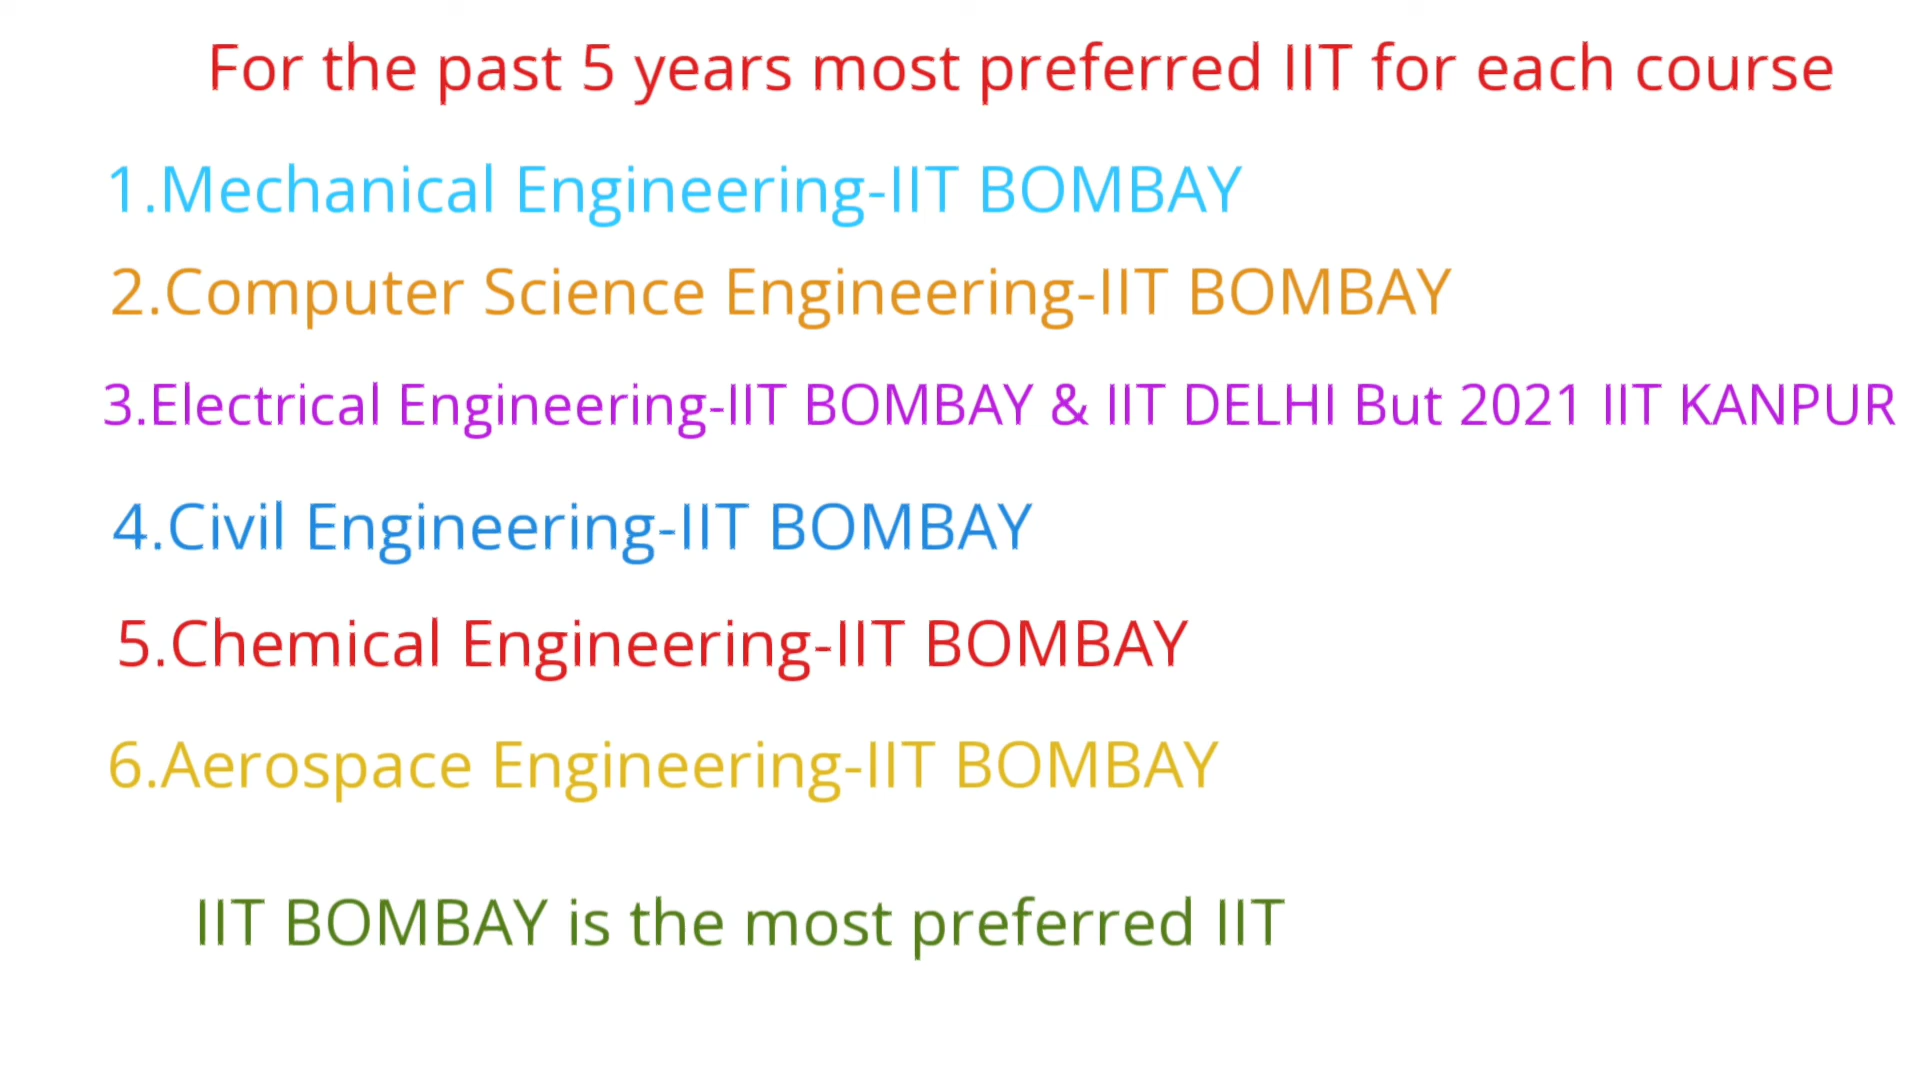 For the past 5 years most preferred IIT for each course
1.Mechanical Engineering-IIT BOMBAY
2.Computer Science Engineering-IIT BOMBAY
3.Electrical Engineering-IIT BOMBAY & IIT DELHI But 2021 IIT KANPUR
4.Civil Engineering-IIT BOMBAY
5.Chemical Engineering-IIT BOMBAY
6.Aerospace Engineering-IIT BOMBAY
IIT BOMBAY is the most preferred IIT